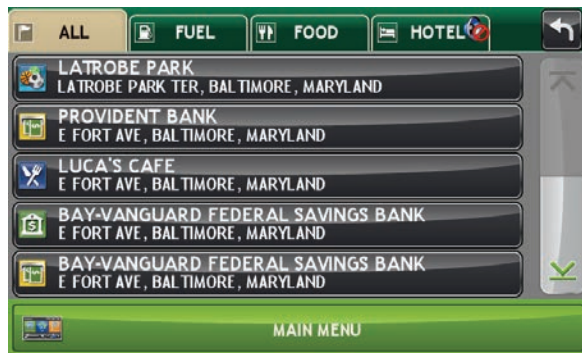 ALL FUEL FOOD HOTEL
LATROBE PARK
LATROBE PARK TER, BALTIMORE, MARYLAND
PROVIDENT BANK
E FORT AVE, BALTIMORE, MARYLAND
LUCA'S CAFE
E FORT AVE, BALTIMORE, MARYLAND
BAY-VANGUARD FEDERAL SAVINGS BANK
E FORT AVE, BALTIMORE, MARYLAND
BAY-VANGUARD FEDERAL SAVINGS BANK
E FORT AVE, BALTIMORE, MARYLAND
MAIN MENU